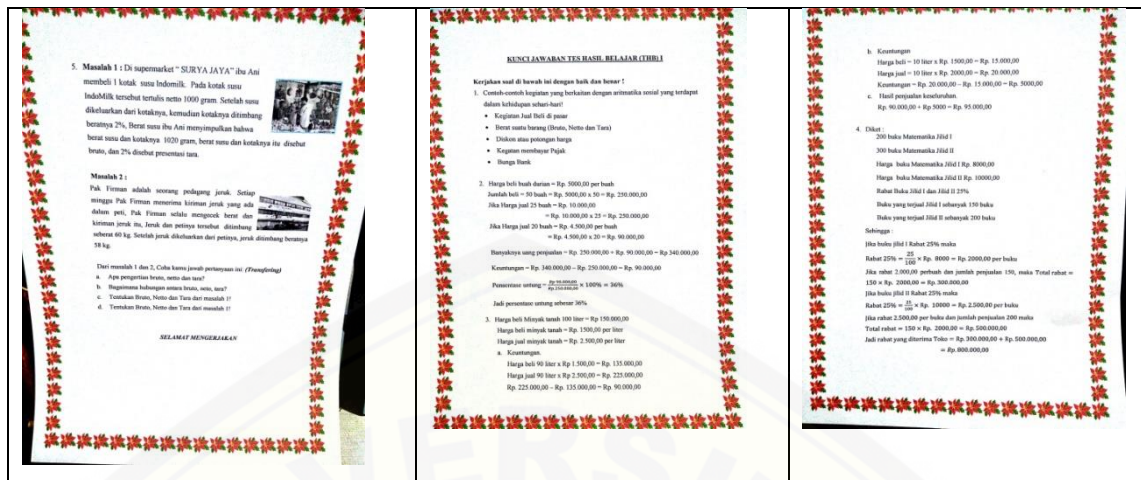 5. Masalah 1 : Di supermarket " SURYA JAYA" ibu Ani
membeli 1 kotak susu Indomilk. Pada kotak susu
IndoMilk tersebut tertulis netto 1000 gram. Setelah susu
dikeluarkan dari kotaknya, kemudian kotaknya ditimbang
beratnya 2%, Berat susu ibu Ani menyimpulkan bahwa
berat susu dan kotaknya 1020 gram, berat susu dan kotaknya itu disebut
bruto, dan 2% disebut presentasi tara.
Masalah 2 :
Pak Firman adalah seorang pedagang jeruk. Setiap
minggu Pak Firman menerima kiriman jeruk yang ada
dalam peti, Pak Firman selalu mengecek berat dan
kiriman jeruk itu, Jeruk dan petinya tersebut ditimbang
seberat 60 kg. Setelah jeruk dikeluarkan dari petinya, jeruk ditimbang beratnya
58 kg.
Dari masalah 1 dan 2, Coba kamu jawab pertanyaan ini (Transfering)
a. Apa pengertian bruto, netto dan tara?
b. Bagaimana hubungan antara bruto, neto, tara?
c. Tentukan Bruto, Netto dan Tara dari masalah 1!
d. Tentukan Bruto, Netto dan Tara dari masalah 1!
SELAMAT MENGERJAKAN
KUNCI JAWABAN TES HASIL BELAJAR (THB) I
Kerjakan soal di bawah ini dengan baik dan benar !
1. Contoh-contoh kegiatan yang berkaitan dengan aritmatika sosial yang terdapat
dalam kehidupan sehari-hari!
• Kegiatan Jual Beli di pasar
• Berat suatu barang (Bruto, Netto dan Tara)
• Diskon atau potongan harga
• Kegatan membayar Pajak
• Bunga Bank
2. Harga beli buah durian = Rp. 5000,00 per buah
Jumlah beli = 50 buah = Rp. 5000,00 x 50 = Rp. 250.000,00
Jika Harga jual 25 buah = Rp. 10.000,00
= Rp. 10.000,00 x 25 = Rp. 250.000,00
Jika Harga jual 20 buah = Rp. 4.500,00 per buah
= Rp. 4.500,00 x 20 = Rp. 90.000,00
Banyaknya uang penjualan = Rp. 250.000,00 + Rp. 90.000,00 = Rp 340.000,00
Keuntungan = Rp. 340.000,00 – Rp. 250.000,00 = Rp. 90.000,00
Persentase untung = Rp.90.000,00/Rp.250.000,00 × 100% = 36%
Jadi persentase untung sebesar 36%
3. Harga beli Minyak tanah 100 liter = Rp 150.000,00
Harga beli minyak tanah = Rp. 1500,00 per liter
Harga jual minyak tanah = Rp. 2.500,00 per liter
a. Keuntungan.
Harga beli 90 liter x Rp 1.500,00 = Rp. 135.000,00
Harga jual 90 liter x Rp 2.500,00 = Rp. 225.000,00
Rp. 225.000,00 – Rp. 135.000,00 = Rp. 90.000,00
b. Keuntungan
Harga beli = 10 liter x Rp. 1500,00 = Rp. 15.000,00
Harga jual = 10 liter x Rp. 2000,00 = Rp. 20.000,00
Keuntungan = Rp. 20.000,00 – Rp. 15.000,00 = Rp. 5000,00
c. Hasil penjualan keseluruhan
Rp. 90.000,00 + Rp 5000,00 = Rp. 95.000,00
4. Diket :
200 buku Matematika Jilid I
300 buku Matematika Jilid II
Harga buku Matematika Jilid I Rp. 8000,00
Harga buku Matematika Jilid II Rp. 10000,00
Rabat Buku Jilid I dan Jilid II 25%
Buku yang terjual Jilid I sebanyak 150 buku
Buku yang terjual Jilid II sebanyak 200 buku
Sehingga :
Jika buku jilid I Rabat 25% maka
Rabat 25% = 25/100 × Rp. 8000 = Rp. 2000,00 per buku
Jika rabat 2.000,00 perbuah dan jumlah penjualan 150, maka Total rabat =
150 × Rp. 2000,00 = Rp. 300.000,00
Jika buku jilid II Rabat 25% maka
Rabat 25% = 25/100 × Rp. 10000 = Rp. 2.500,00 per buku
Jika rabat 2.500,00 per buku dan jumlah penjualan 200 maka
Total rabat = 150 × Rp. 2000,00 = Rp. 500.000,00
Jadi rabat yang diterima Toko = Rp. 300.000,00 + Rp. 500.000,00
= Rp. 800.000,00